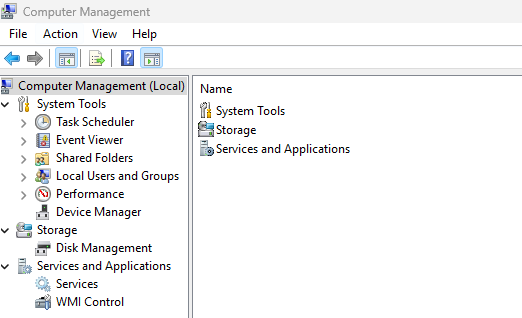 Computer Management
File Action View Help
Computer Management (Local)
System Tools
Task Scheduler
Event Viewer
Shared Folders
Local Users and Groups
Performance
Device Manager
Storage
Disk Management
Services and Applications
Services
WMI Control
Name
System Tools
Storage
Services and Applications